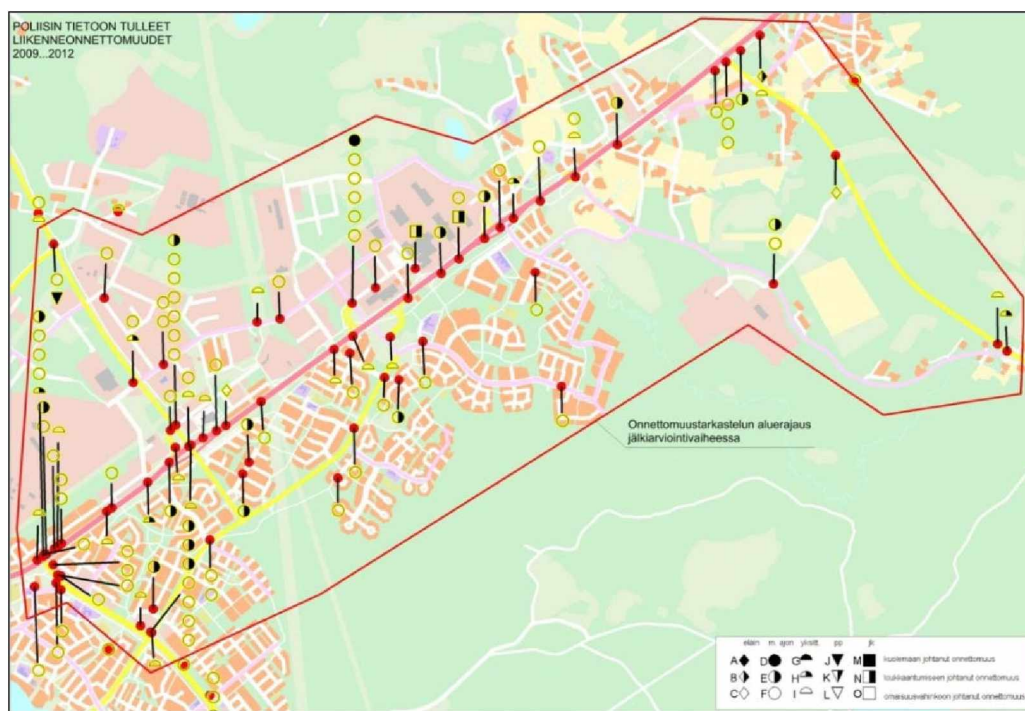 POLIISIN TIETOON TULLEET
LIIKENNEONNETTOMUUDET
2009...2012
Onnettomuustarkastelun aluerajaus
jälkiarviointivaiheessa
eläin m. ajon yksitt. pp jk
A D G J M kuolemaan johtanut onnettomuus
B E H K N loukkaantumiseen johtanut onnettomuus
C F I L O omaisuusvahinkoon johtanut onnettomuus